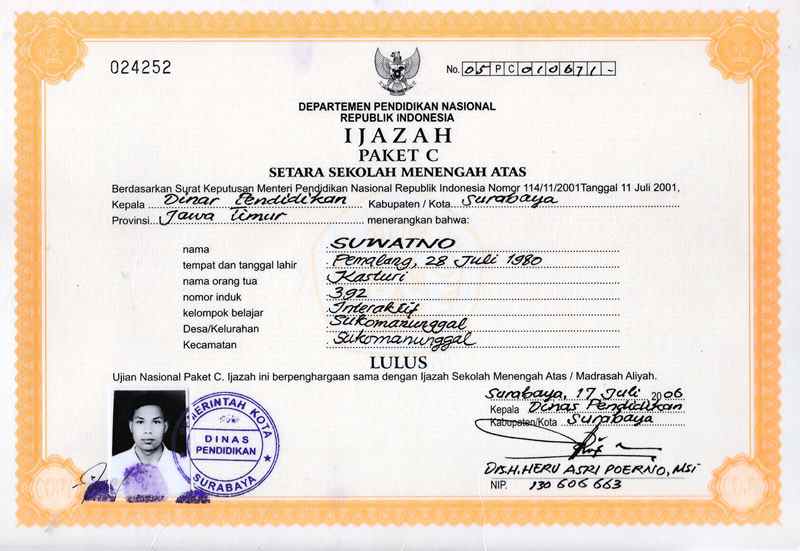 024252
No. 05PC010671-
DEPARTEMEN PENDIDIKAN NASIONAL
REPUBLIK INDONESIA
IJAZAH
PAKET C
SETARA SEKOLAH MENENGAH ATAS
Berdasarkan Surat Keputusan Menteri Pendidikan Nasional Republik Indonesia Nomor 114/11/2001Tanggal 11 Juli 2001,
Kepala Dinas Pendidikan Kabupaten / Kota Surabaya
Provinsi Jawa Timur menerangkan bahwa:
nama SUWATNO
tempat dan tanggal lahir Pemalang, 28 Juli 1980
nama orang tua Kasturi
nomor induk 392
kelompok belajar Interaktif
Desa/Kelurahan Sukomanunggal
Kecamatan Sukomanunggal
LULUS
Ujian Nasional Paket C. Ijazah ini berpenghargaan sama dengan Ijazah Sekolah Menengah Atas / Madrasah Aliyah.
Surabaya, 17 Juli 2006
Kepala Dinas Pendidikan
Kabupaten/Kota Surabaya
PEMERINTAH KOTA
DINAS
PENDIDIKAN
SURABAYA
DRS.H.HERU ASRI POERNO, MSi
NIP. 130 606 663